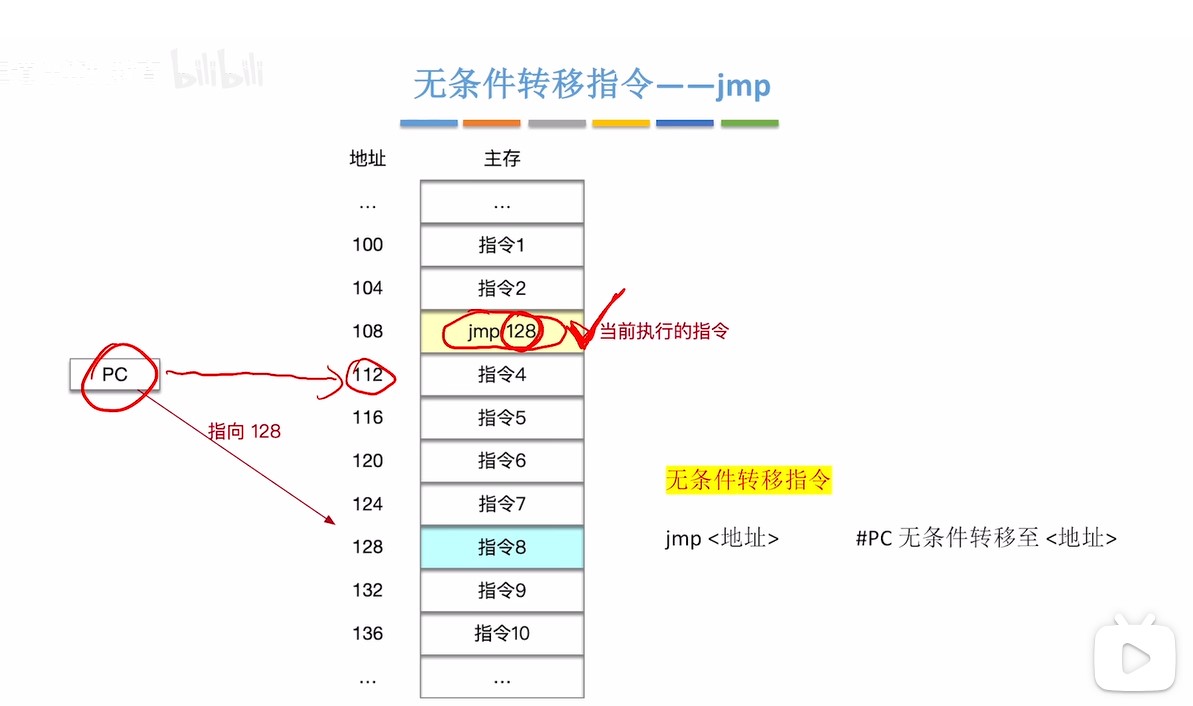 bilibili
无条件转移指令——jmp
地址 主存
... ...
100 指令1
104 指令2
108 jmp 128 当前执行的指令
PC 112 指令4
116 指令5
指向 128
120 指令6
无条件转移指令
124 指令7
jmp <地址> #PC 无条件转移至 <地址>
128 指令8
132 指令9
136 指令10
... ...